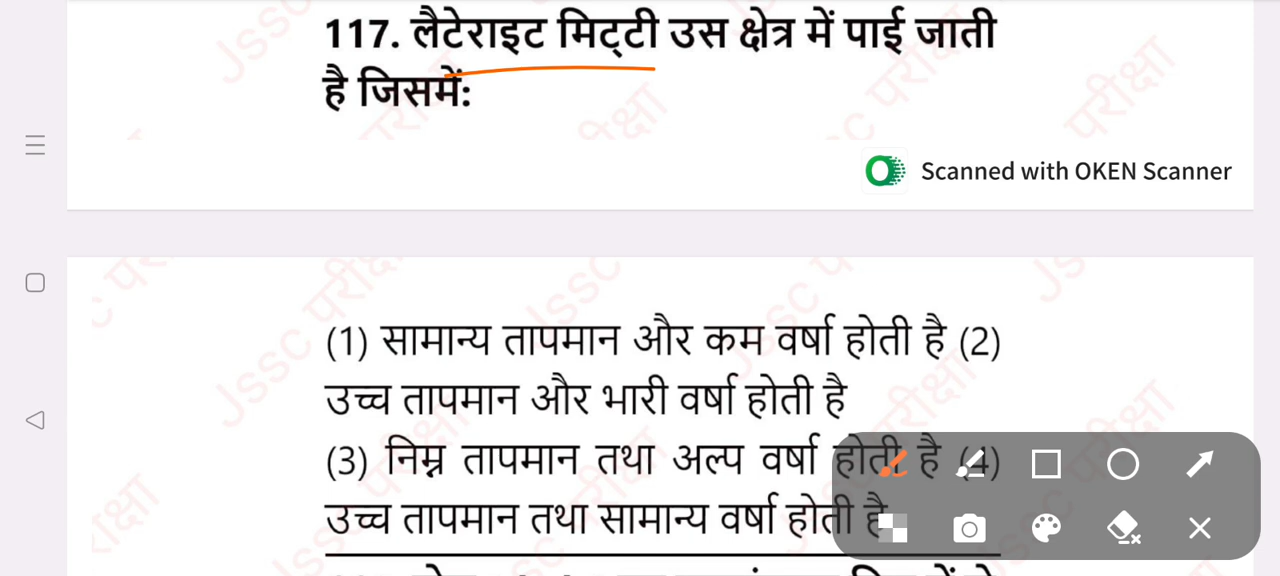 117. लैटेराइट मिट्टी उस क्षेत्र में पाई जाती
है जिसमें:
Scanned with OKEN Scanner
(1) सामान्य तापमान और कम वर्षा होती है (2)
उच्च तापमान और भारी वर्षा होती है
(3) निम्न तापमान तथा अल्प वर्षा होती है (4)
उच्च तापमान तथा सामान्य वर्षा होती है